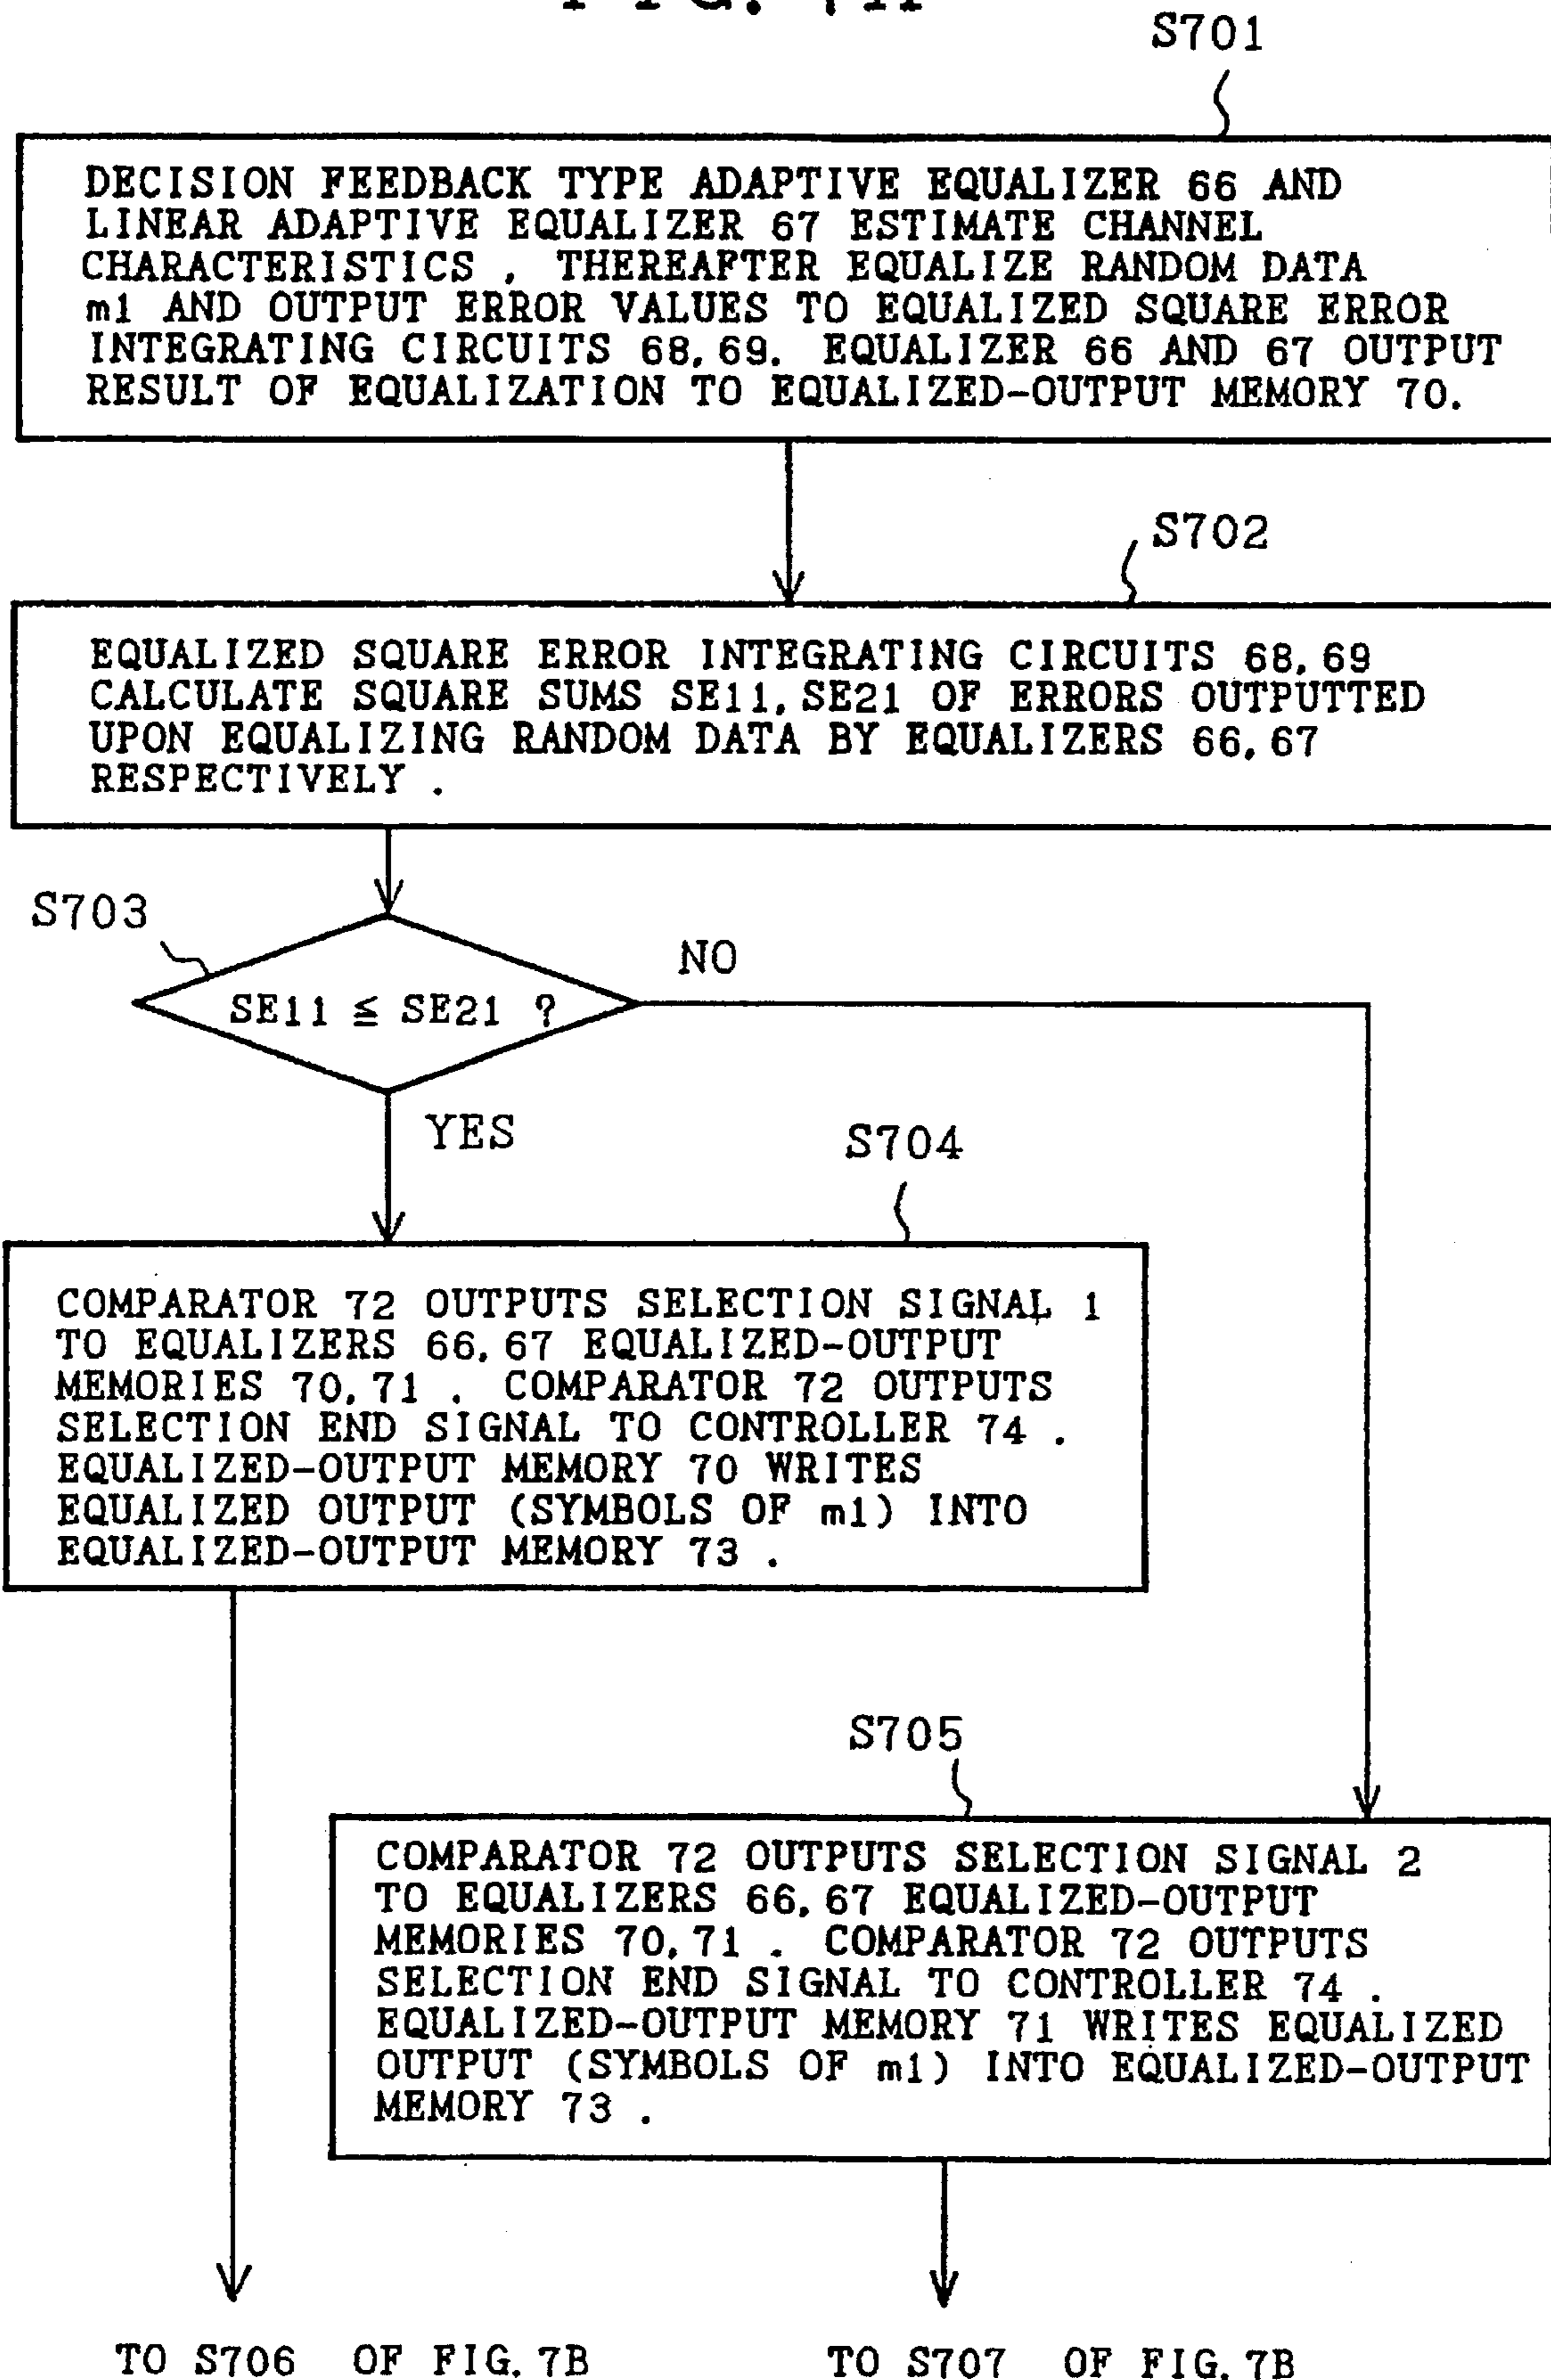 FIG. 7A
S701
DECISION FEEDBACK TYPE ADAPTIVE EQUALIZER 66 AND
LINEAR ADAPTIVE EQUALIZER 67 ESTIMATE CHANNEL
CHARACTERISTICS , THEREAFTER EQUALIZE RANDOM DATA
m1 AND OUTPUT ERROR VALUES TO EQUALIZED SQUARE ERROR
INTEGRATING CIRCUITS 68, 69. EQUALIZER 66 AND 67 OUTPUT
RESULT OF EQUALIZATION TO EQUALIZED-OUTPUT MEMORY 70.
S702
EQUALIZED SQUARE ERROR INTEGRATING CIRCUITS 68, 69
CALCULATE SQUARE SUMS SE11, SE21 OF ERRORS OUTPUTTED
UPON EQUALIZING RANDOM DATA BY EQUALIZERS 66, 67
RESPECTIVELY .
S703
NO
SE11 ≦ SE21 ?
YES
S704
COMPARATOR 72 OUTPUTS SELECTION SIGNAL 1
TO EQUALIZERS 66, 67 EQUALIZED-OUTPUT
MEMORIES 70, 71 . COMPARATOR 72 OUTPUTS
SELECTION END SIGNAL TO CONTROLLER 74 .
EQUALIZED-OUTPUT MEMORY 70 WRITES
EQUALIZED OUTPUT (SYMBOLS OF m1) INTO
EQUALIZED-OUTPUT MEMORY 73 .
S705
COMPARATOR 72 OUTPUTS SELECTION SIGNAL 2
TO EQUALIZERS 66, 67 EQUALIZED-OUTPUT
MEMORIES 70, 71 . COMPARATOR 72 OUTPUTS
SELECTION END SIGNAL TO CONTROLLER 74 .
EQUALIZED-OUTPUT MEMORY 71 WRITES EQUALIZED
OUTPUT (SYMBOLS OF m1) INTO EQUALIZED-OUTPUT
MEMORY 73 .
TO S706 OF FIG. 7B
TO S707 OF FIG. 7B